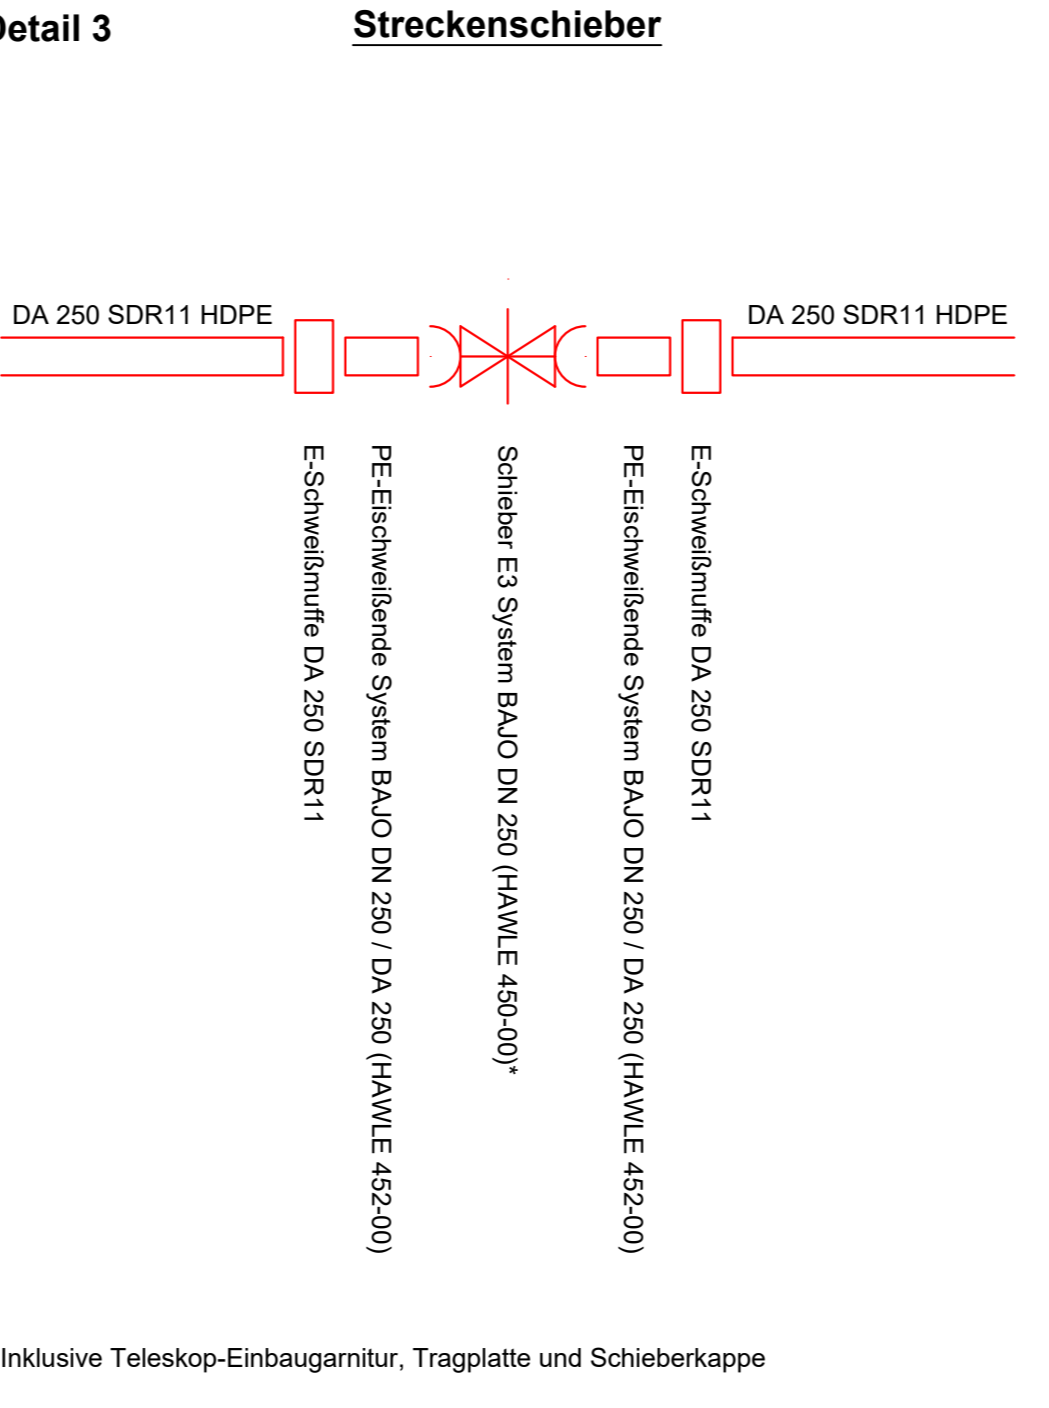 Detail 3
Streckenschieber
DA 250 SDR11 HDPE
DA 250 SDR11 HDPE
E-Schweißmuffe DA 250 SDR11
PE-Eischweißende System BAJO DN 250 / DA 250 (HAWLE 452-00)
Schieber E3 System BAJO DN 250 (HAWLE 450-00)*
PE-Eischweißende System BAJO DN 250 / DA 250 (HAWLE 452-00)
E-Schweißmuffe DA 250 SDR11
Inklusive Teleskop-Einbaugarnitur, Tragplatte und Schieberkappe